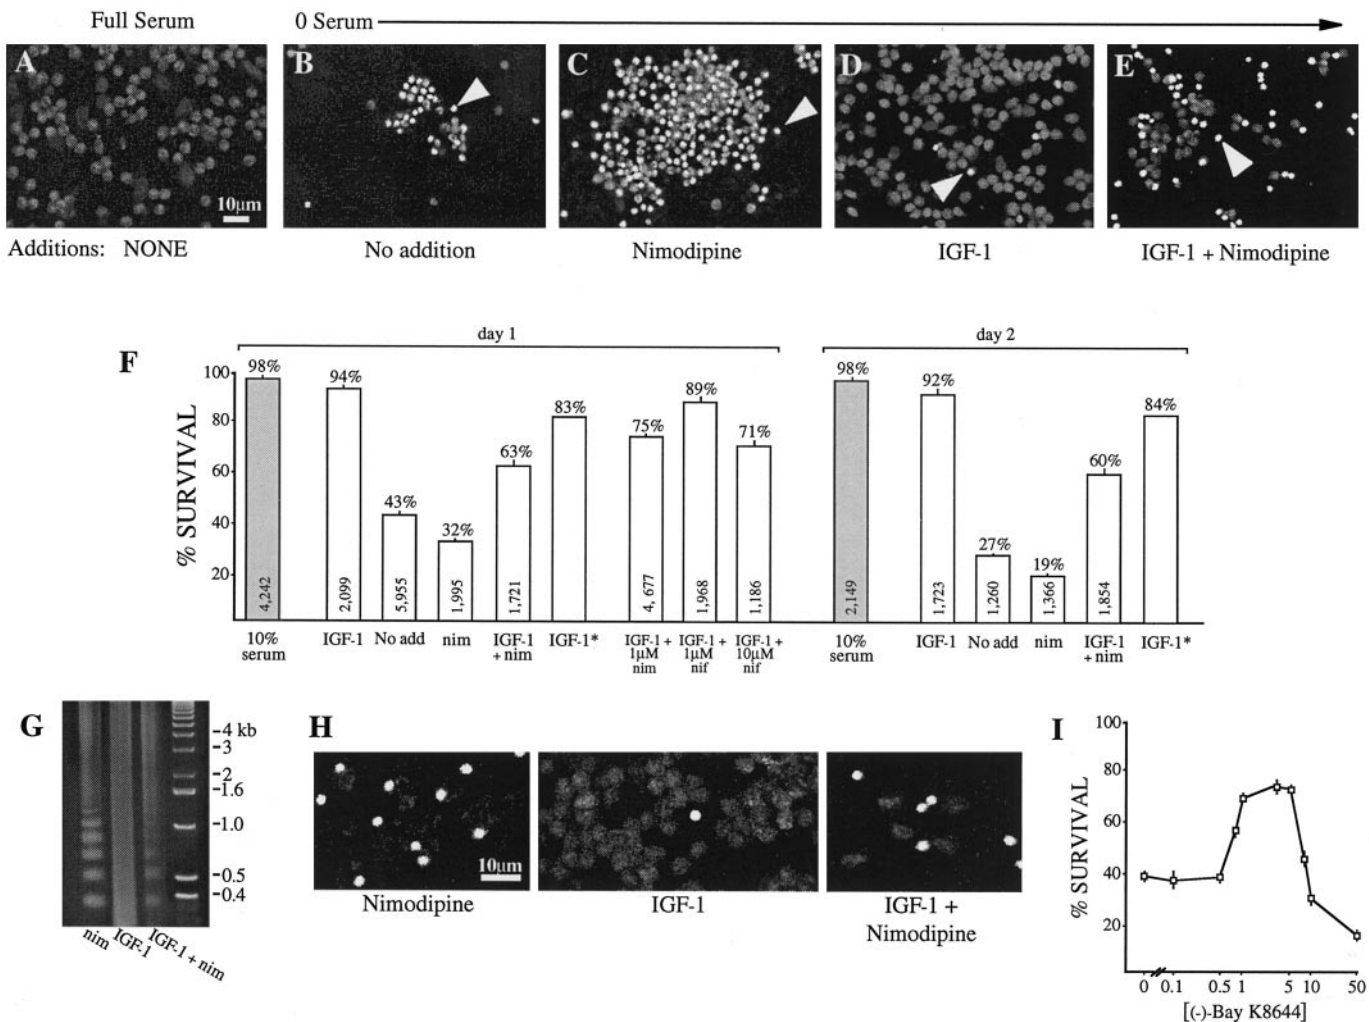 Full Serum
0 Serum
A
B
C
D
E
10μm
Additions: NONE
No addition
Nimodipine
IGF-1
IGF-1 + Nimodipine
F
day 1
day 2
% SURVIVAL
100
80
60
40
20
98%
94%
43%
32%
63%
83%
75%
89%
71%
98%
92%
27%
19%
60%
84%
4,242
2,099
5,955
1,995
1,721
4,677
1,968
1,186
2,149
1,723
1,260
1,366
1,854
10% serum
IGF-1
No add
nim
IGF-1 + nim
IGF-1*
IGF-1 + 1μM nim
IGF-1 + 1μM nif
IGF-1 + 10μM nif
10% serum
IGF-1
No add
nim
IGF-1 + nim
IGF-1*
G
-4 kb
-3
-2
-1.6
-1.0
-0.5
-0.4
nim
IGF-1
IGF-1 + nim
H
10μm
Nimodipine
IGF-1
IGF-1 +
Nimodipine
I
% SURVIVAL
100
80
60
40
20
0 0.1 0.5 1 5 10 50
[(-)-Bay K8644]